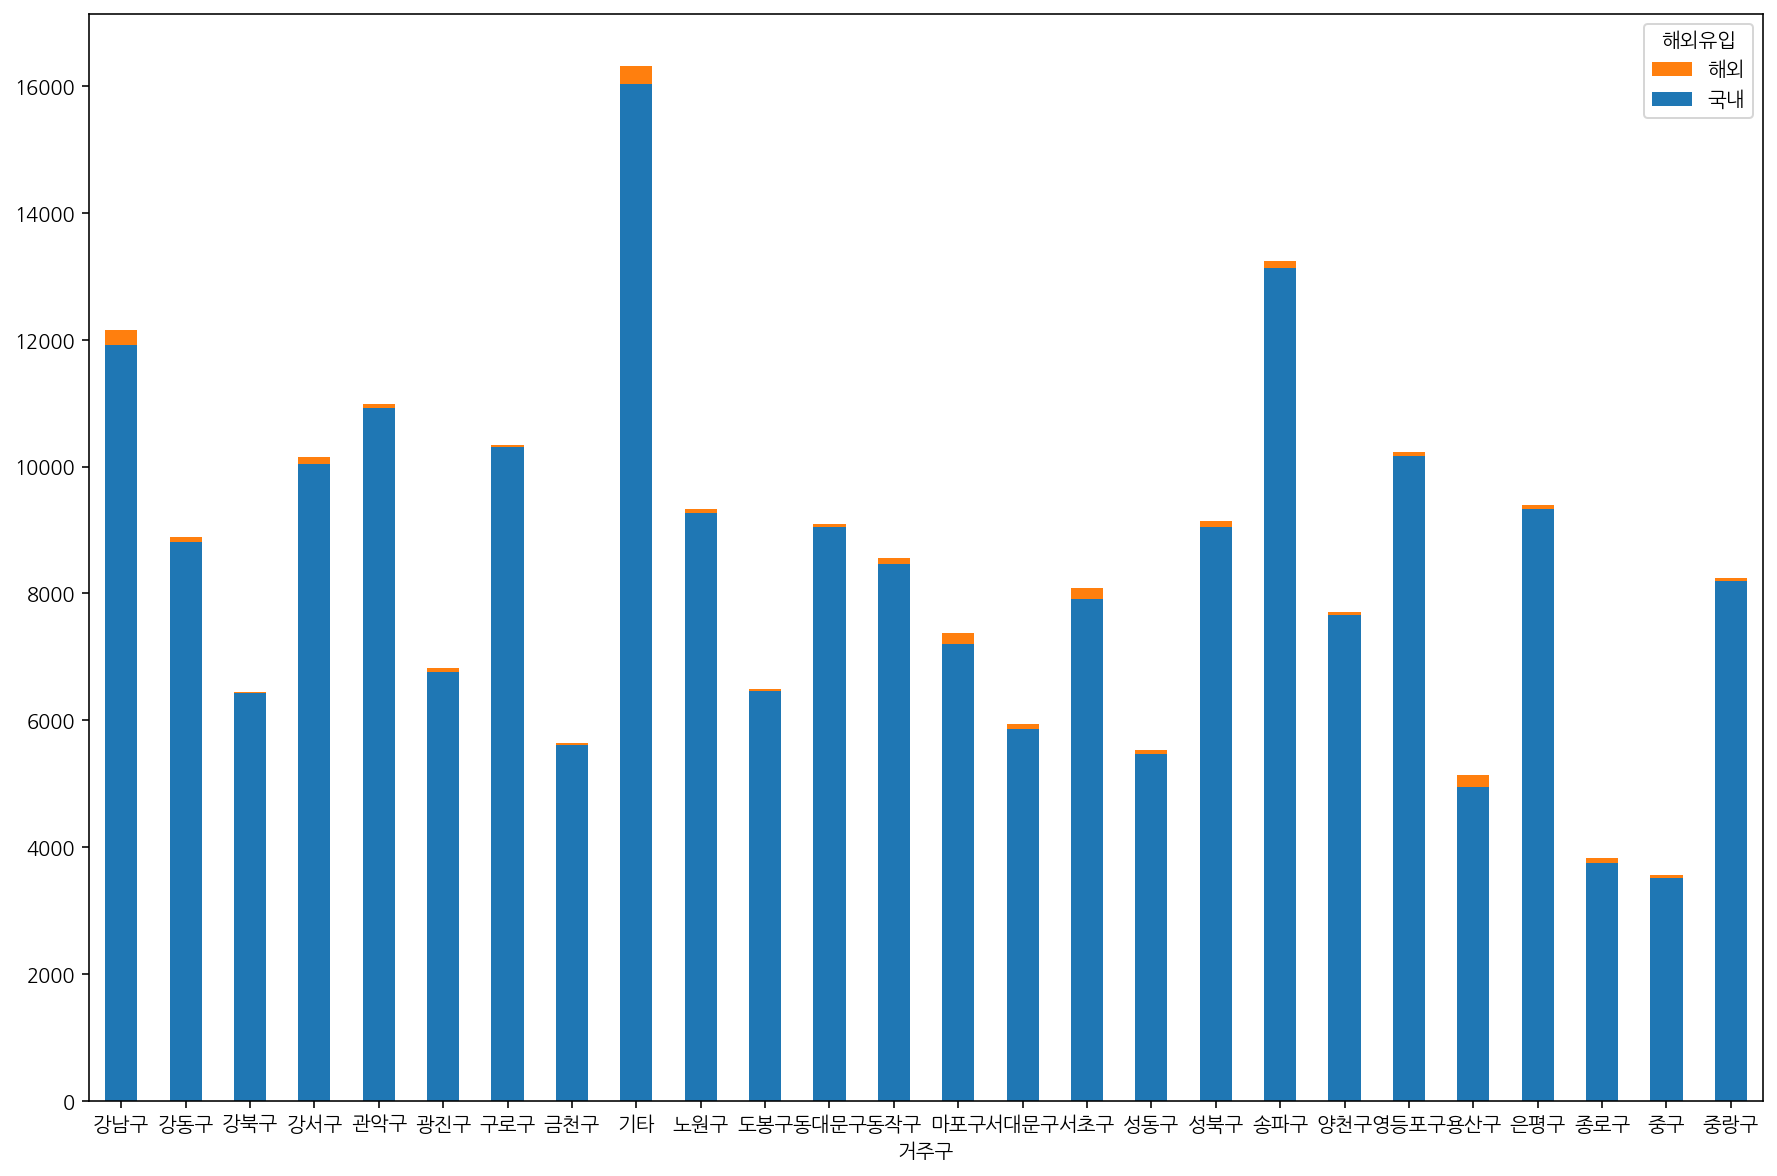 해외유입
해외
국내
16000
14000
12000
10000
8000
6000
4000
2000
0
강남구 강동구 강북구 강서구 관악구 광진구 구로구 금천구 기타 노원구 도봉구 동대문구 동작구 마포구 서대문구 서초구 성동구 성북구 송파구 양천구 영등포구 용산구 은평구 종로구 중구 중랑구
거주구